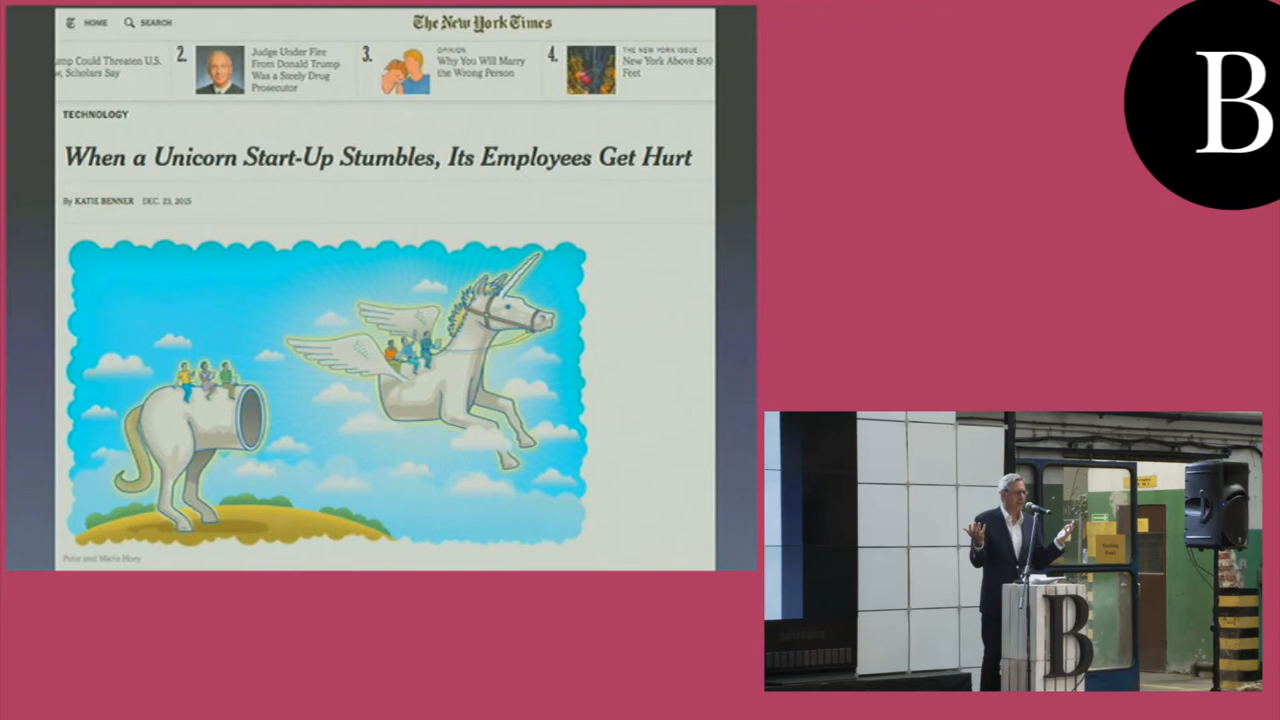 HOME
SEARCH
The New York Times
ump Could Threaten U.S.
w, Scholars Say
2.
Judge Under Fire
From Donald Trump
Was a Steely Drug
Prosecutor
3.
OPINION
Why You Will Marry
the Wrong Person
4.
THE NEW YORK ISSUE
New York Above 800
Feet
TECHNOLOGY
When a Unicorn Start-Up Stumbles, Its Employees Get Hurt
By KATIE BENNER DEC. 23, 2015
Peter and Maria Hoey
B
SAMSUNG
B